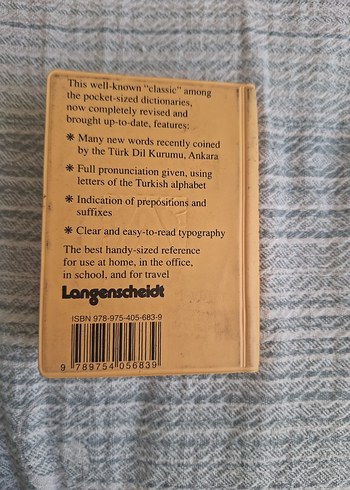 This well-known "classic" among
the pocket-sized dictionaries,
now completely revised and
brought up-to-date, features:
* Many new words recently coined
by the Türk Dil Kurumu, Ankara
* Full pronunciation given, using
letters of the Turkish alphabet
* Indication of prepositions and
suffixes
* Clear and easy-to-read typography
The best handy-sized reference
for use at home, in the office,
in school, and for travel
Langenscheidt
ISBN 978-975-405-683-9
9 789754 056839